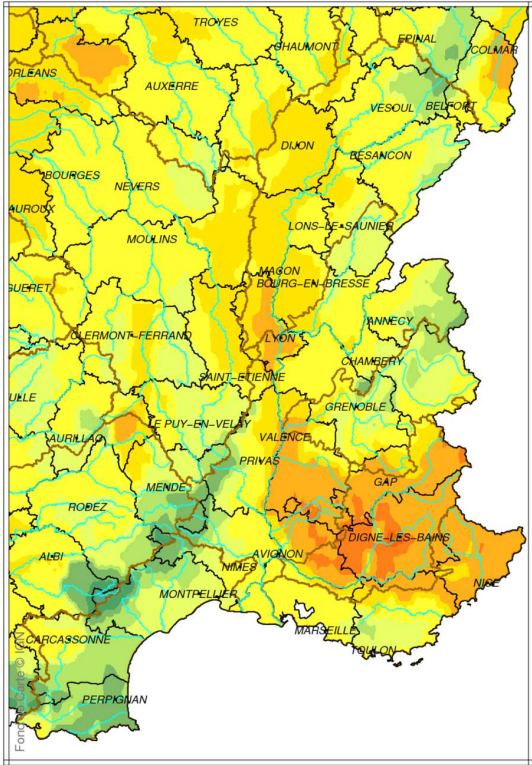 TROYES
CHAUMONT
EPINAL
COLMAR
ORLEANS
AUXERRE
VESOUL
BELFORT
DIJON
BESANCON
BOURGES
NEVERS
AUROUX
LONS-LE-SAUNIER
MOULINS
MACON
BOURG-EN-BRESSE
GUERET
ANNECY
CLERMONT-FERRAND
LYON
CHAMBERY
SAINT-ETIENNE
ULLE
GRENOBLE
LE PUY-EN-VELAY
AURILLAC
VALENCE
PRIVAS
GAP
MENDE
RODEZ
DIGNE-LES-BAINS
ALBI
AVIGNON
NIMES
NICE
MONTPELLIER
MARSEILLE
CARCASSONNE
TOULON
PERPIGNAN
Fond de Carte © IGN